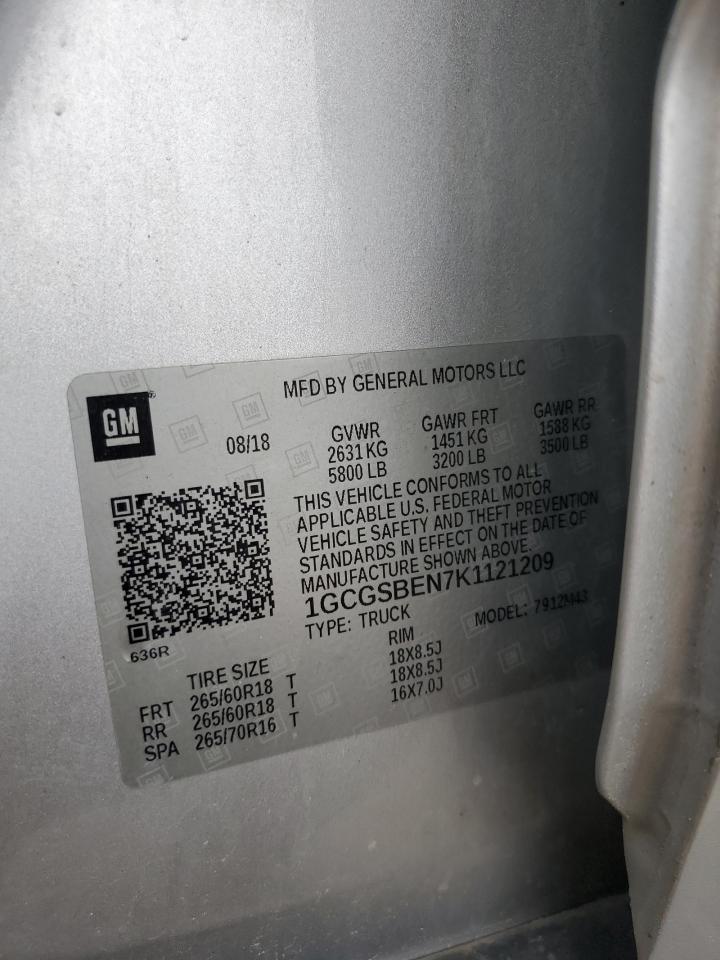 MFD BY GENERAL MOTORS LLC
GM
08/18
GVWR
2631 KG
5800 LB
GAWR FRT
1451 KG
3200 LB
GAWR RR
1588 KG
3500 LB
THIS VEHICLE CONFORMS TO ALL
APPLICABLE U.S. FEDERAL MOTOR
VEHICLE SAFETY AND THEFT PREVENTION
STANDARDS IN EFFECT ON THE DATE OF
MANUFACTURE SHOWN ABOVE.
1GCGSBEN7K1121209
TYPE: TRUCK
MODEL: 7912M43
636R
TIRE SIZE
RIM
FRT 265/60R18 T 18X8.5J
RR 265/60R18 T 18X8.5J
SPA 265/70R16 T 16X7.0J